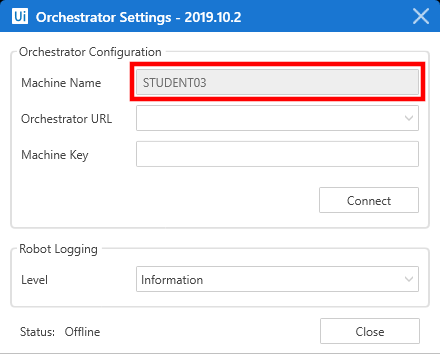 Ui Orchestrator Settings - 2019.10.2
Orchestrator Configuration
Machine Name STUDENT03
Orchestrator URL
Machine Key
Connect
Robot Logging
Level Information
Status: Offline Close